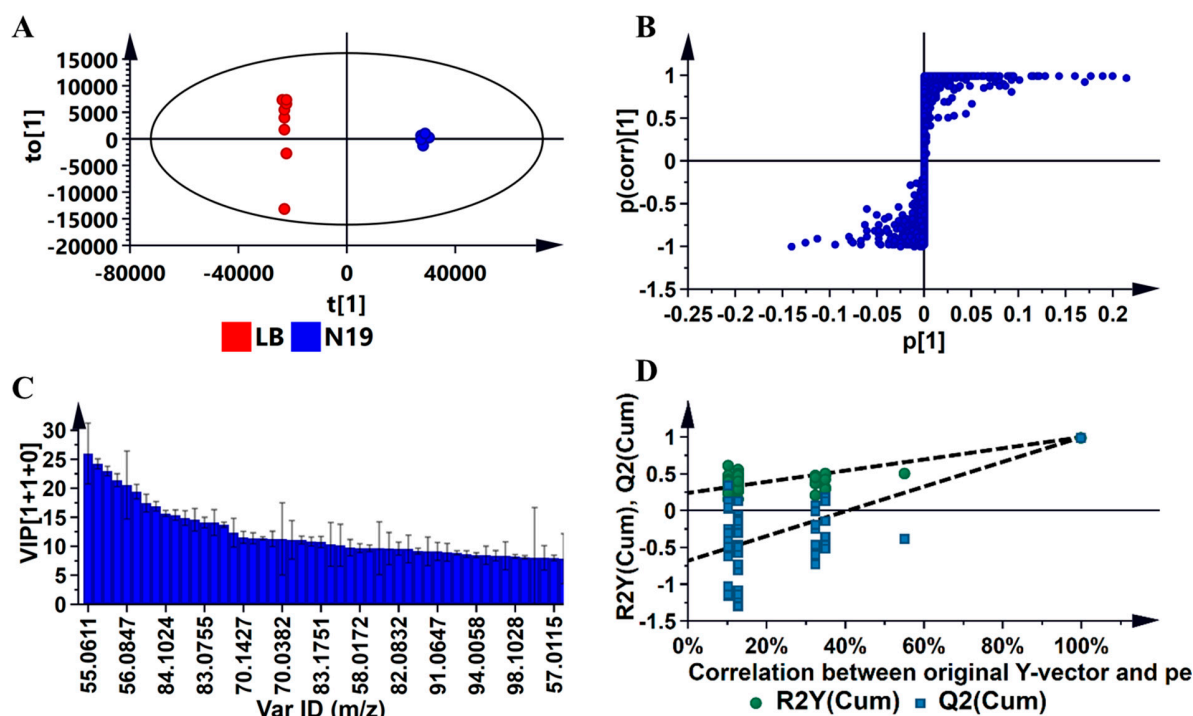 A
to[1]
15000
10000
5000
0
-5000
-10000
-15000
-20000
-80000 -40000 0 40000
t[1]
LB N19
B
p(corr)[1]
1
0.5
0
-0.5
-1
-1.5
-0.25 -0.2 -0.15 -0.1 -0.05 0 0.05 0.1 0.15 0.2
p[1]
C
VIP[1+1+0]
30
25
20
15
10
5
0
55.0611 56.0847 84.1024 83.0755 70.1427 70.0382 83.1751 58.0172 82.0832 91.0647 94.0058 98.1028 57.0115
Var ID (m/z)
D
R2Y(Cum), Q2(Cum)
1
0.5
0
-0.5
-1
-1.5
0% 20% 40% 60% 80% 100%
Correlation between original Y-vector and pe
R2Y(Cum) Q2(Cum)